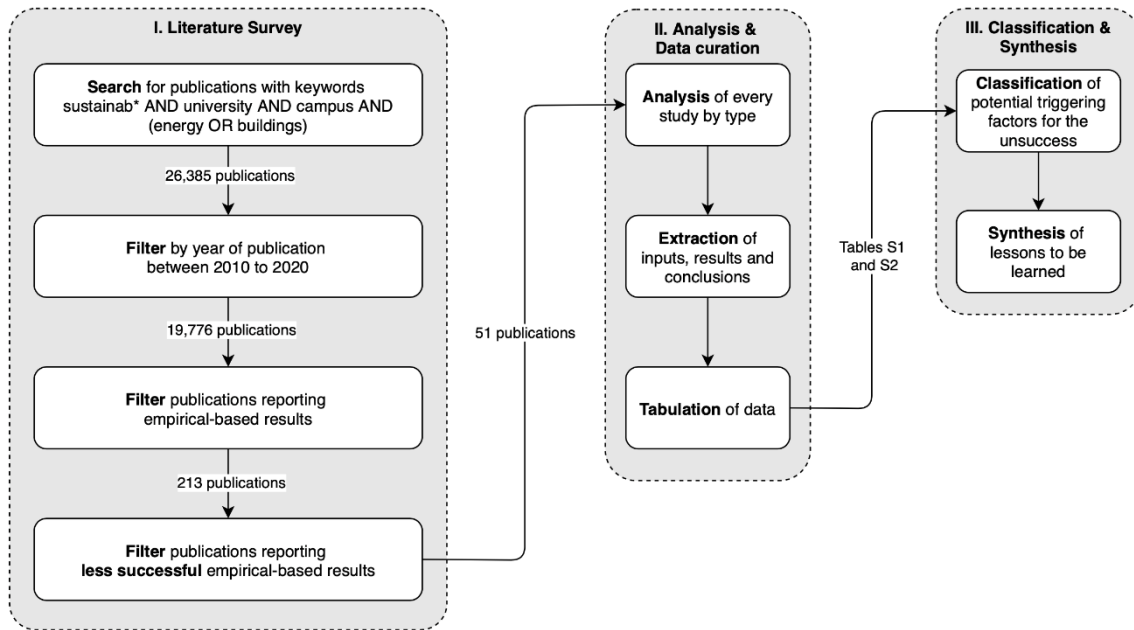 I. Literature Survey
Search for publications with keywords
sustainab* AND university AND campus AND
(energy OR buildings)
26,385 publications
Filter by year of publication
between 2010 to 2020
19,776 publications
Filter publications reporting
empirical-based results
213 publications
Filter publications reporting
less successful empirical-based results
51 publications
II. Analysis &
Data curation
Analysis of every
study by type
Extraction of
inputs, results and
conclusions
Tabulation of data
Tables S1
and S2
III. Classification &
Synthesis
Classification of
potential triggering
factors for the
unsuccess
Synthesis of
lessons to be
learned